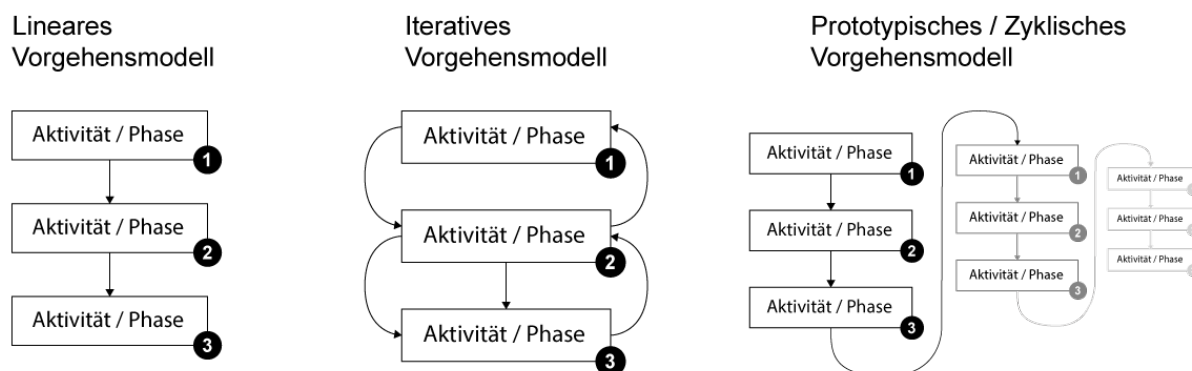 Lineares
Vorgehensmodell
Aktivität / Phase
1
Aktivität / Phase
2
Aktivität / Phase
3
Iteratives
Vorgehensmodell
Aktivität / Phase
1
Aktivität / Phase
2
Aktivität / Phase
3
Prototypisches / Zyklisches
Vorgehensmodell
Aktivität / Phase
1
Aktivität / Phase
2
Aktivität / Phase
3
Aktivität / Phase
1
Aktivität / Phase
2
Aktivität / Phase
3
Aktivität / Phase
Aktivität / Phase
Aktivität / Phase